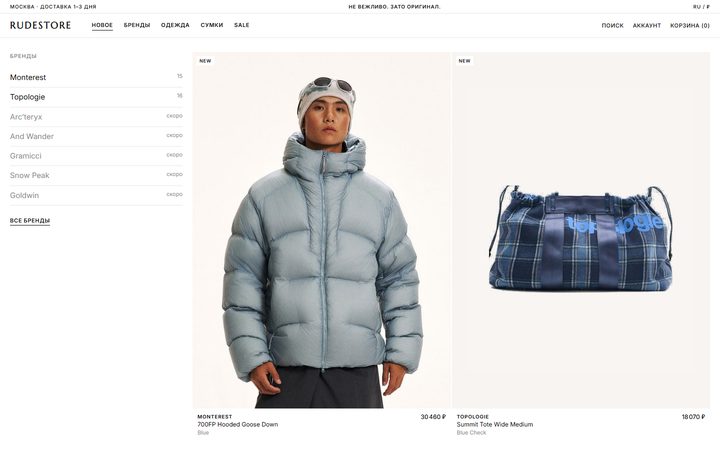 МОСКВА · ДОСТАВКА 1–3 ДНЯ
НЕ ВЕЖЛИВО. ЗАТО ОРИГИНАЛ.
RU / ₽
RUDESTORE
НОВОЕ БРЕНДЫ ОДЕЖДА СУМКИ SALE
ПОИСК АККАУНТ КОРЗИНА (0)
БРЕНДЫ
Monterest 15
Topologie 16
Arc'teryx скоро
And Wander скоро
Gramicci скоро
Snow Peak скоро
Goldwin скоро
ВСЕ БРЕНДЫ
NEW
NEW
topologie
MONTEREST 30 460 ₽
700FP Hooded Goose Down
Blue
TOPOLOGIE 18 070 ₽
Summit Tote Wide Medium
Blue Check